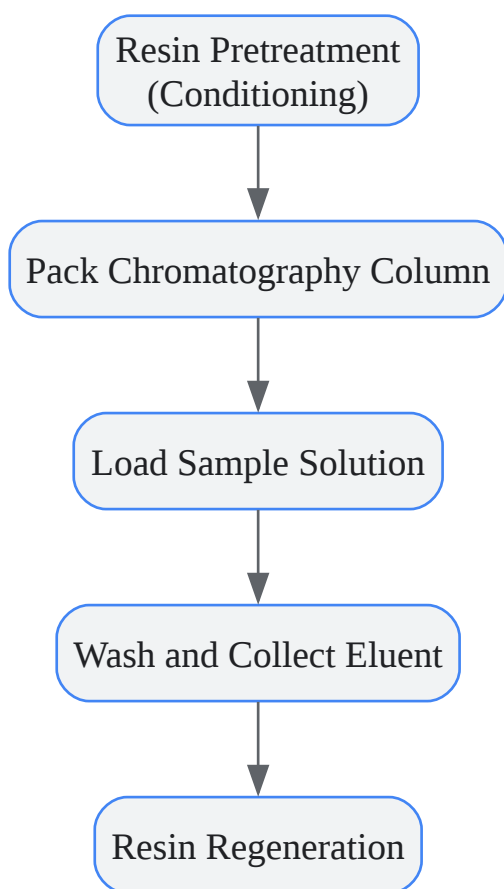 Resin Pretreatment
(Conditioning)
Pack Chromatography Column
Load Sample Solution
Wash and Collect Eluent
Resin Regeneration